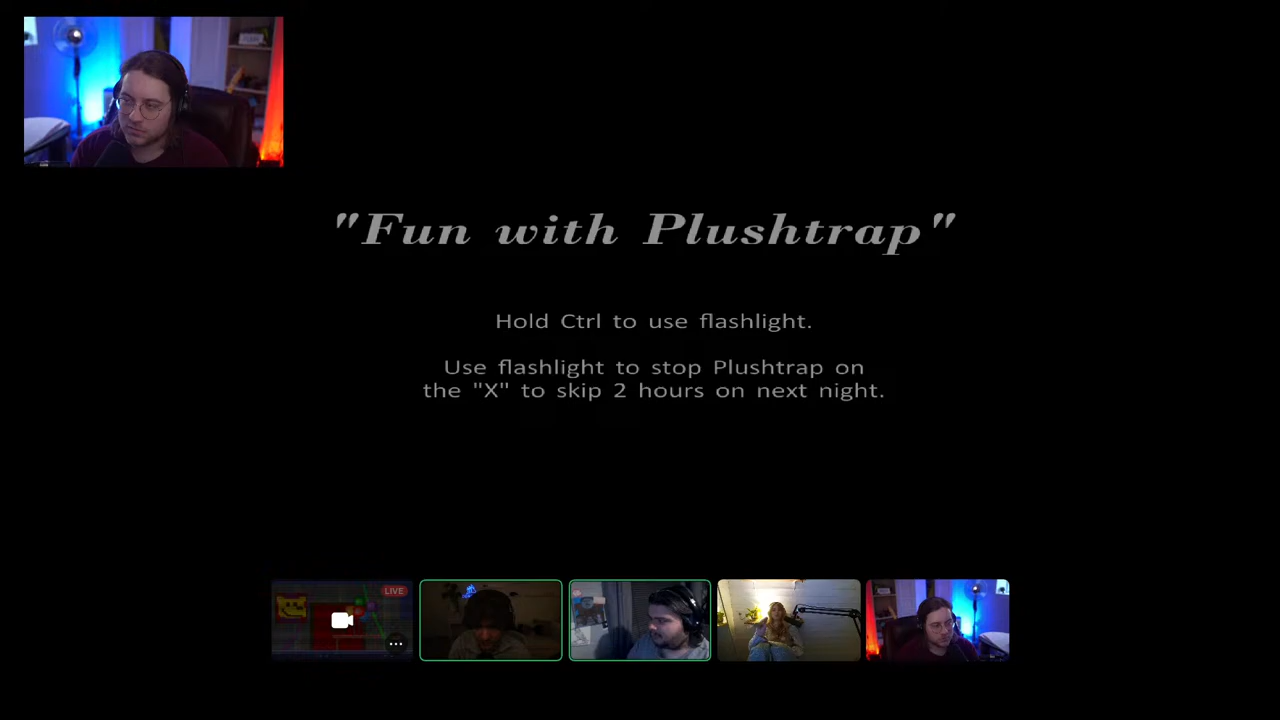 "Fun with Plushtrap"
Hold Ctrl to use flashlight.
Use flashlight to stop Plushtrap on
the "X" to skip 2 hours on next night.
LIVE